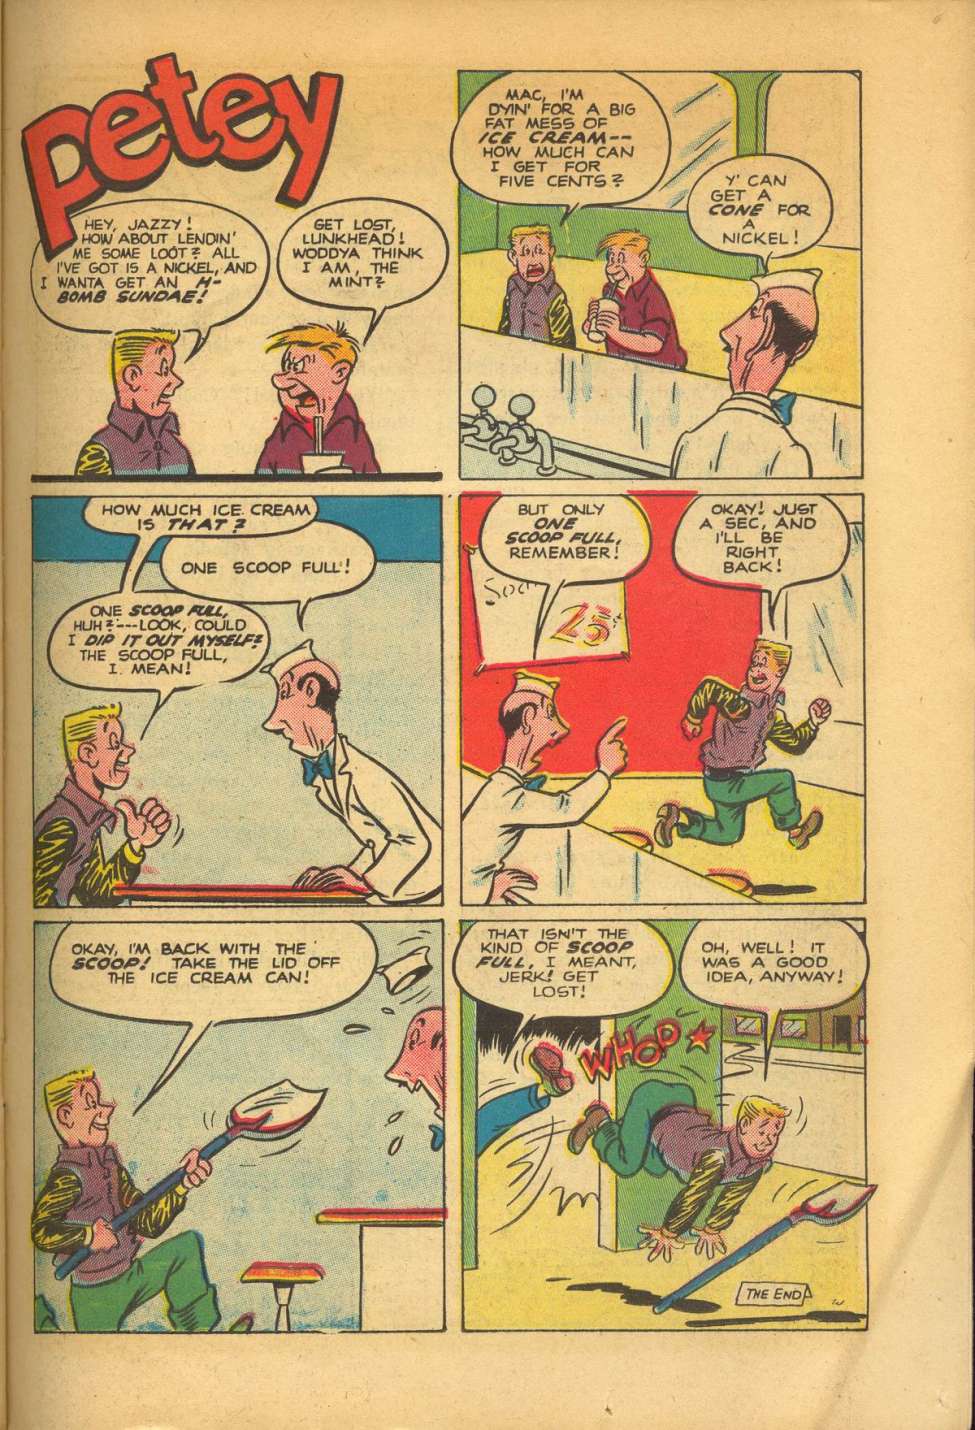 Petey
HEY, JAZZY!
HOW ABOUT LENDIN'
ME SOME LOOT? ALL
I'VE GOT IS A NICKEL, AND
I WANTA GET AN H-
BOMB SUNDAE!
GET LOST,
LUNKHEAD!
WODDYA THINK
I AM, THE
MINT?
MAC, I'M
DYIN' FOR A BIG
FAT MESS OF
ICE CREAM--
HOW MUCH CAN
I GET FOR
FIVE CENTS?
Y' CAN
GET A
CONE FOR
A
NICKEL!
HOW MUCH ICE CREAM
IS THAT?
ONE SCOOP FULL!
ONE SCOOP FULL,
HUH?---LOOK, COULD
I DIP IT OUT MYSELF?
THE SCOOP FULL,
I MEAN!
BUT ONLY
ONE
SCOOP FULL,
REMEMBER!
OKAY! JUST
A SEC, AND
I'LL BE
RIGHT
BACK!
23
OKAY, I'M BACK WITH THE
SCOOP! TAKE THE LID OFF
THE ICE CREAM CAN!
THAT ISN'T THE
KIND OF SCOOP
FULL, I MEANT,
JERK! GET
LOST!
OH, WELL! IT
WAS A GOOD
IDEA, ANYWAY!
WHOP
THE END